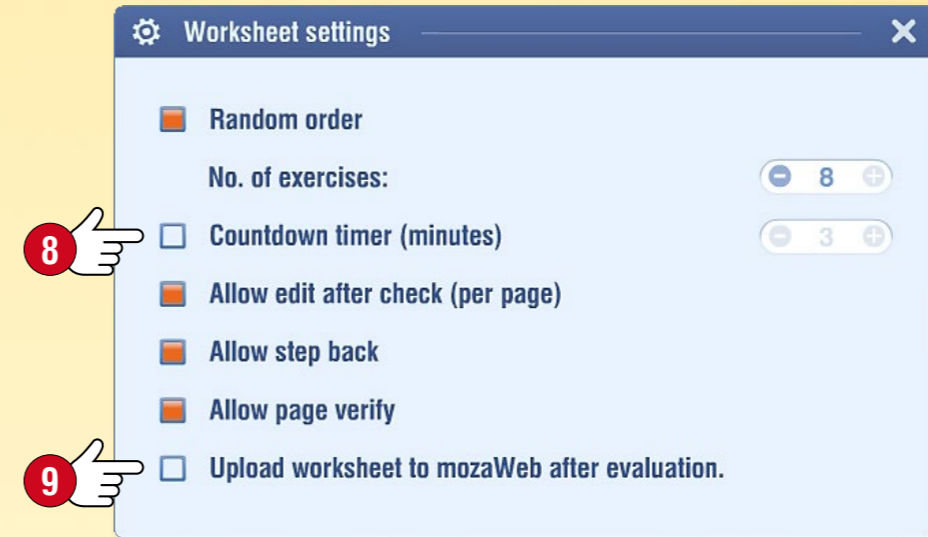 Worksheet settings
Random order
No. of exercises: 8
8 Countdown timer (minutes) 3
Allow edit after check (per page)
Allow step back
Allow page verify
9 Upload worksheet to mozaWeb after evaluation.